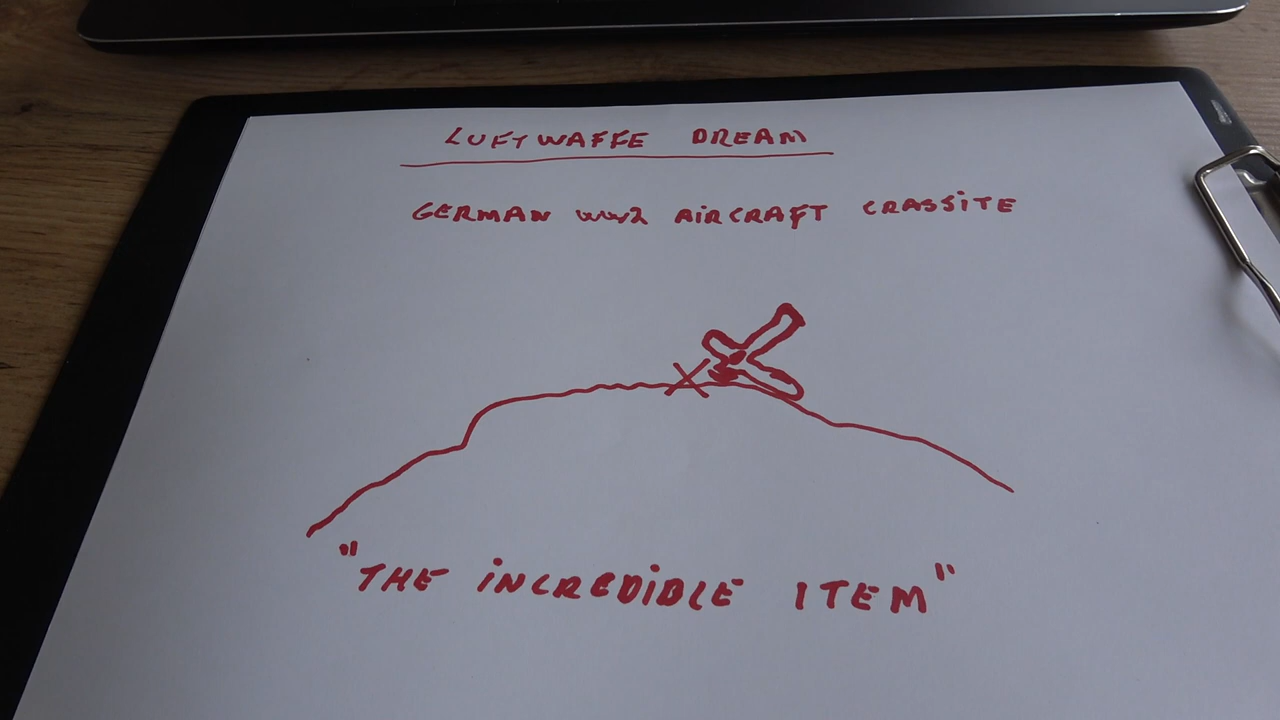 LUFTWAFFE DREAM
GERMAN WW2 AIRCRAFT CRASSITE
"THE INCREDIBLE ITEM"